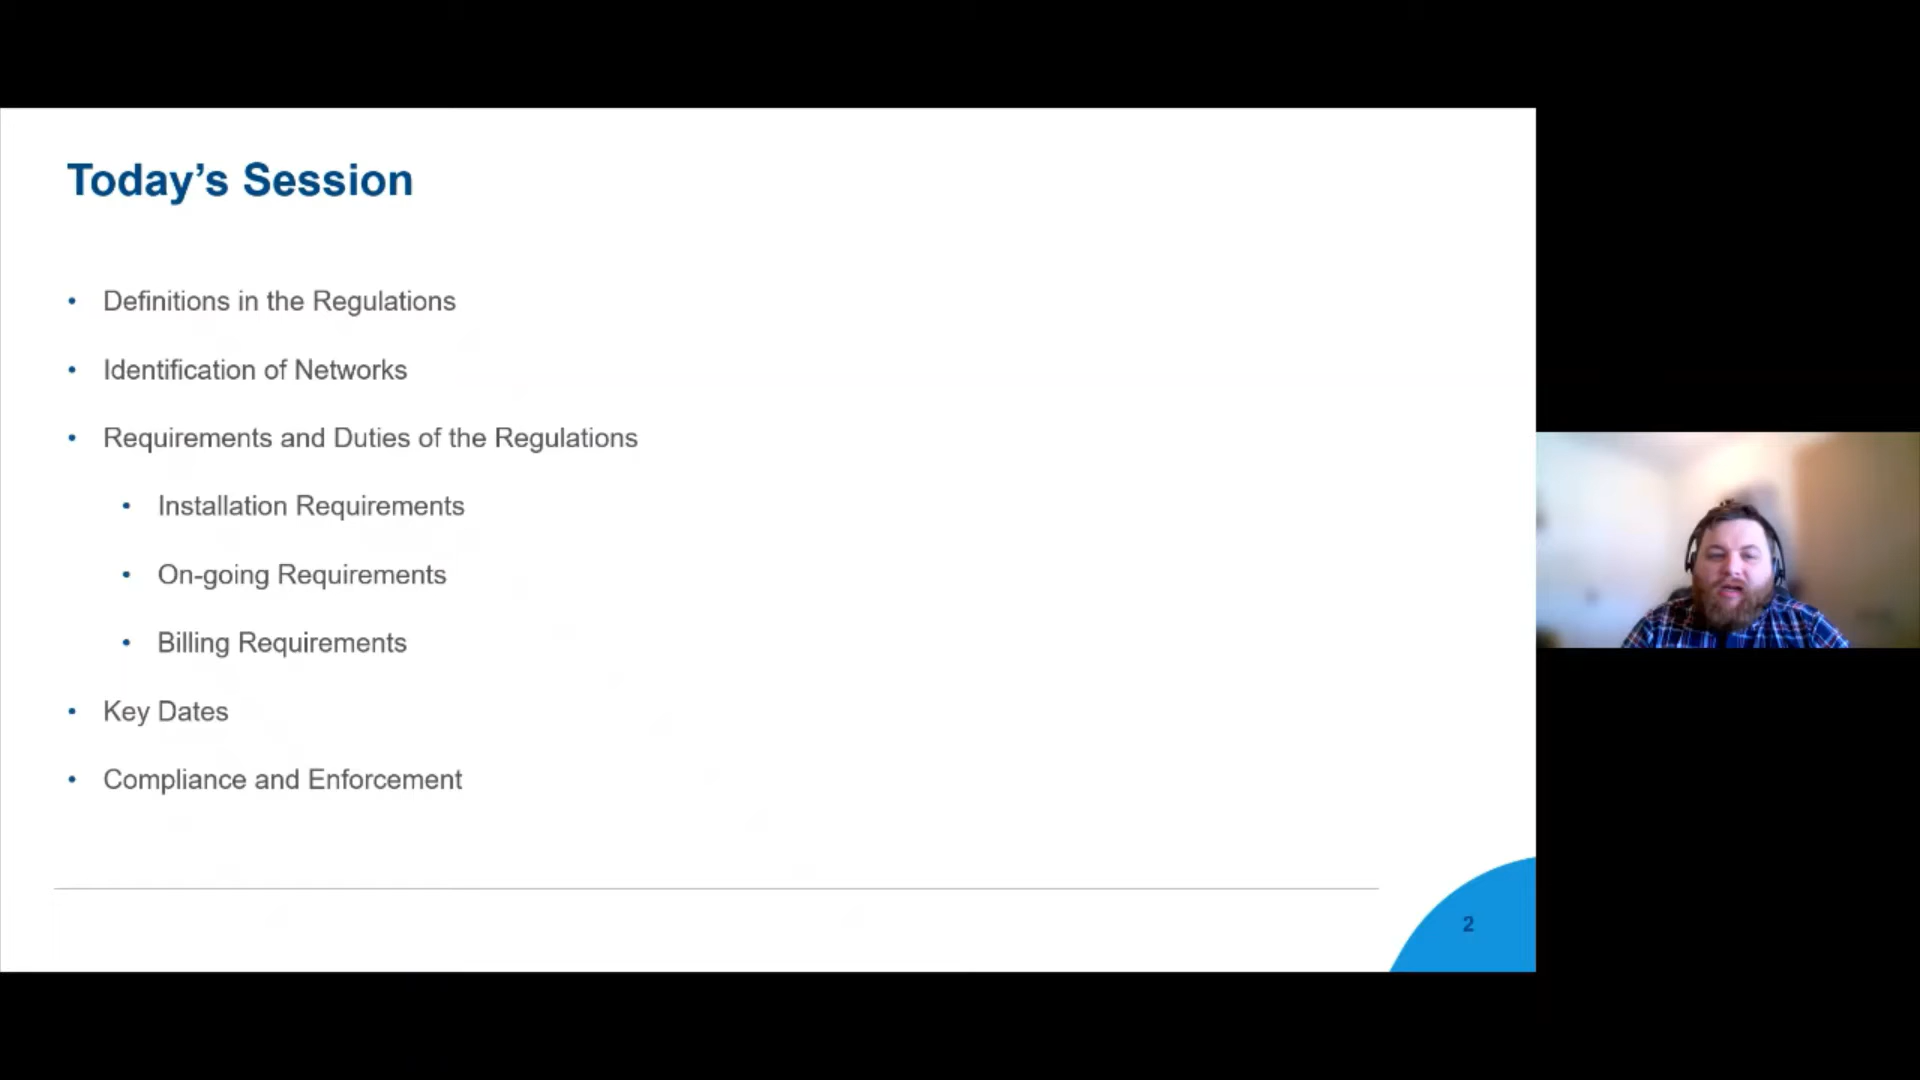 Today’s Session
• Definitions in the Regulations
• Identification of Networks
• Requirements and Duties of the Regulations
• Installation Requirements
• On-going Requirements
• Billing Requirements
• Key Dates
• Compliance and Enforcement
2